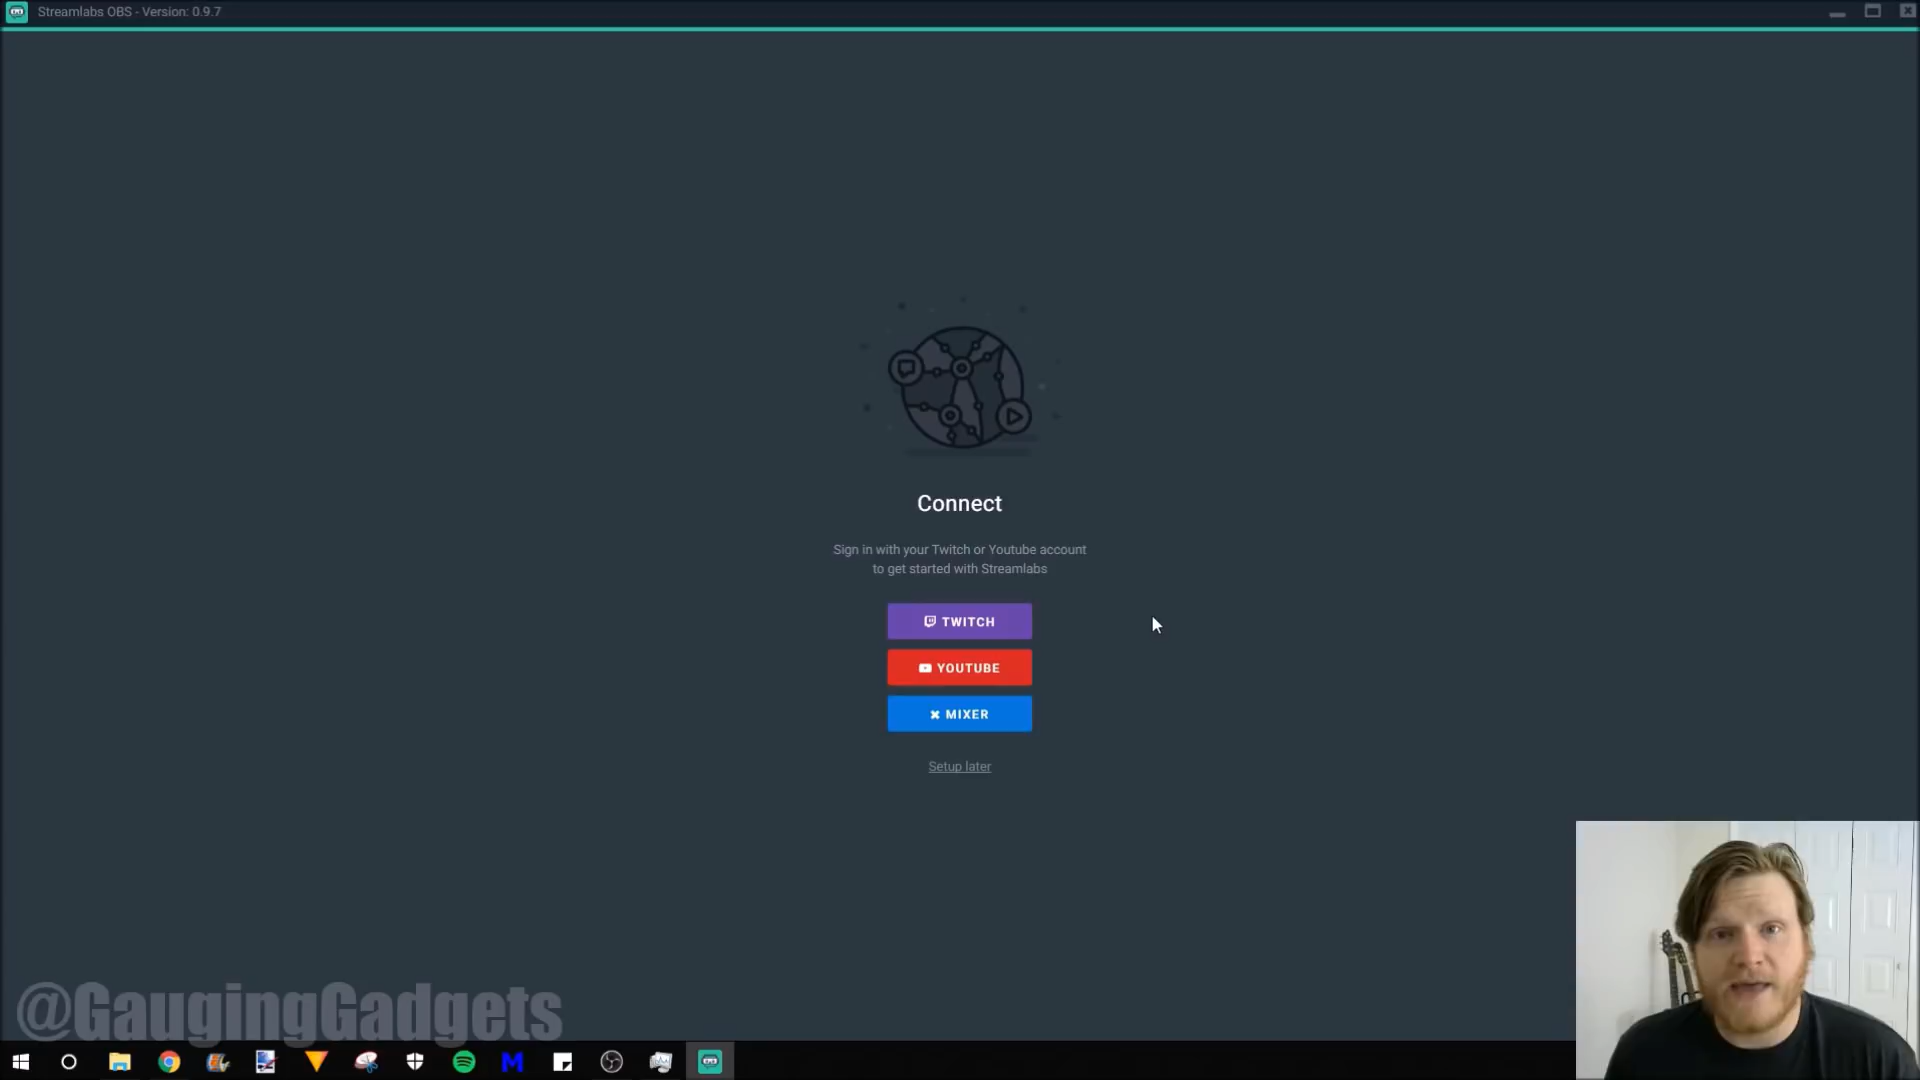 Streamlabs OBS - Version: 0.9.7
Connect
Sign in with your Twitch or Youtube account
to get started with Streamlabs
TWITCH
YOUTUBE
MIXER
Setup later
@GaugingGadgets